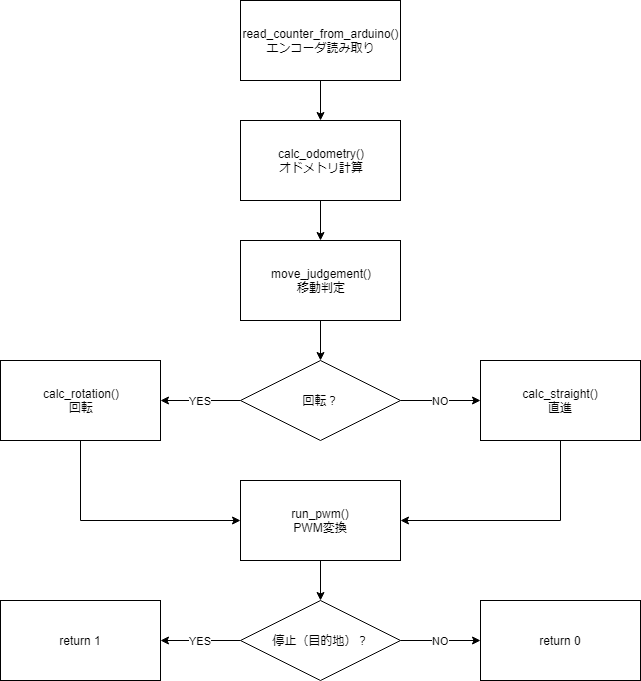 read_counter_from_arduino()
エンコーダ読み取り
calc_odometry()
オドメトリ計算
move_judgement()
移動判定
calc_rotation()
回転
YES
回転？
NO
calc_straight()
直進
run_pwm()
PWM変換
return 1
YES
停止（目的地）？
NO
return 0